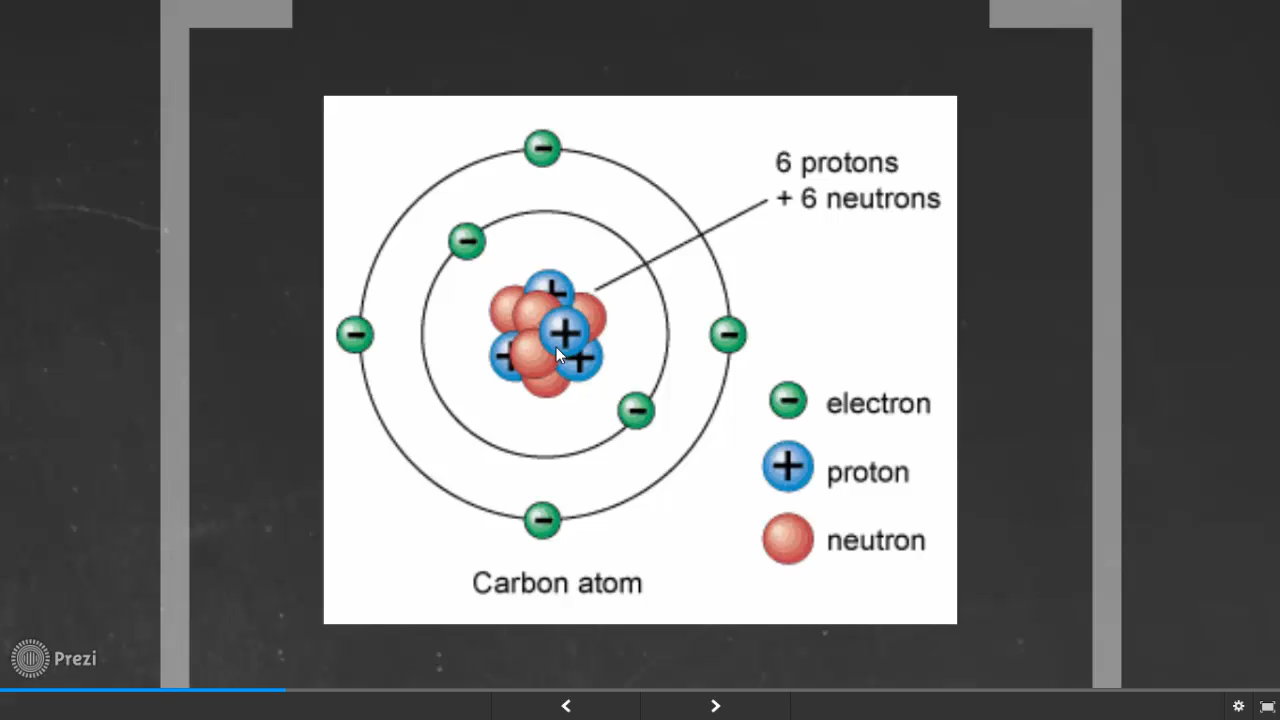 6 protons
+ 6 neutrons
electron
proton
neutron
Carbon atom
Prezi